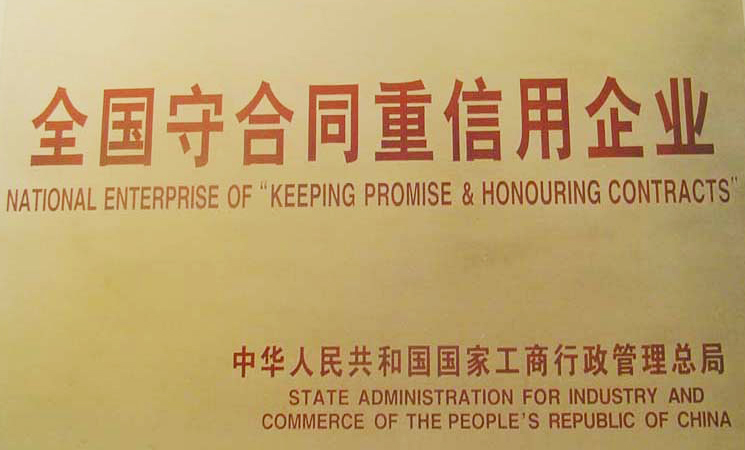 全国守合同重信用企业
NATIONAL ENTERPRISE OF "KEEPING PROMISE & HONOURING CONTRACTS"
中华人民共和国国家工商行政管理总局
STATE ADMINISTRATION FOR INDUSTRY AND
COMMERCE OF THE PEOPLE'S REPUBLIC OF CHINA